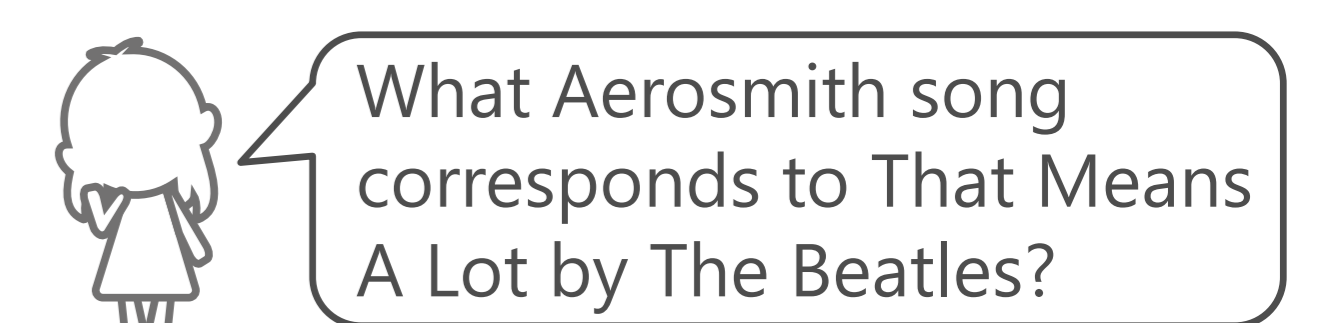 What Aerosmith song
corresponds to That Means
A Lot by The Beatles?